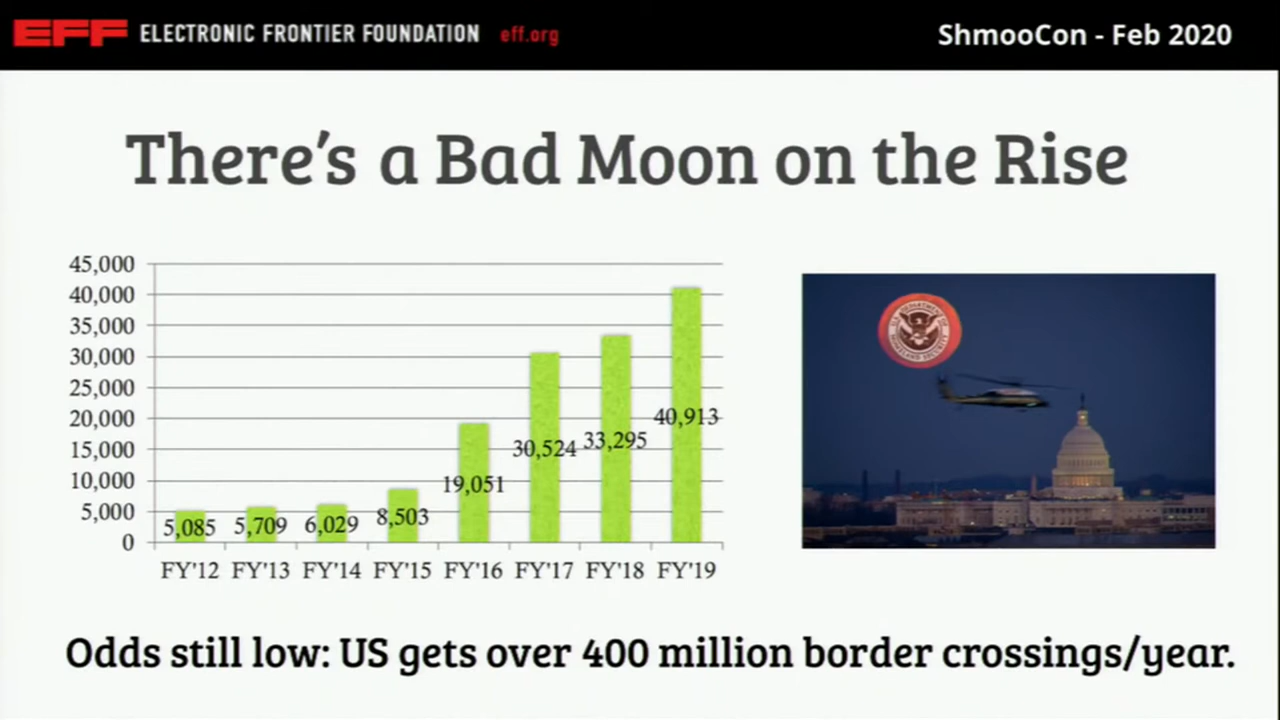 EFF ELECTRONIC FRONTIER FOUNDATION eff.org
ShmooCon - Feb 2020
There's a Bad Moon on the Rise
45,000
40,000
35,000
30,000
25,000
20,000
15,000
10,000
5,000
0
5,085
5,709
6,029
8,503
19,051
30,524
33,295
40,913
FY'12 FY'13 FY'14 FY'15 FY'16 FY'17 FY'18 FY'19
U.S. DEPARTMENT OF
HOMELAND SECURITY
Odds still low: US gets over 400 million border crossings/year.